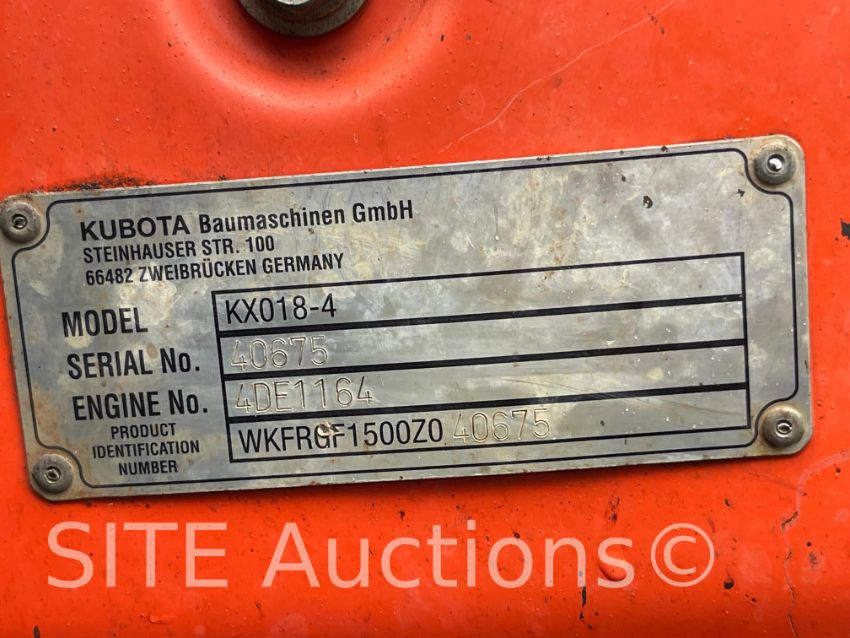 KUBOTA Baumaschinen GmbH
STEINHAUSER STR. 100
66482 ZWEIBRÜCKEN GERMANY
MODEL KX018-4
SERIAL No. 40675
ENGINE No. 4DE1164
PRODUCT
IDENTIFICATION
NUMBER
WKFRGF1500Z0 40675
SITE Auctions©